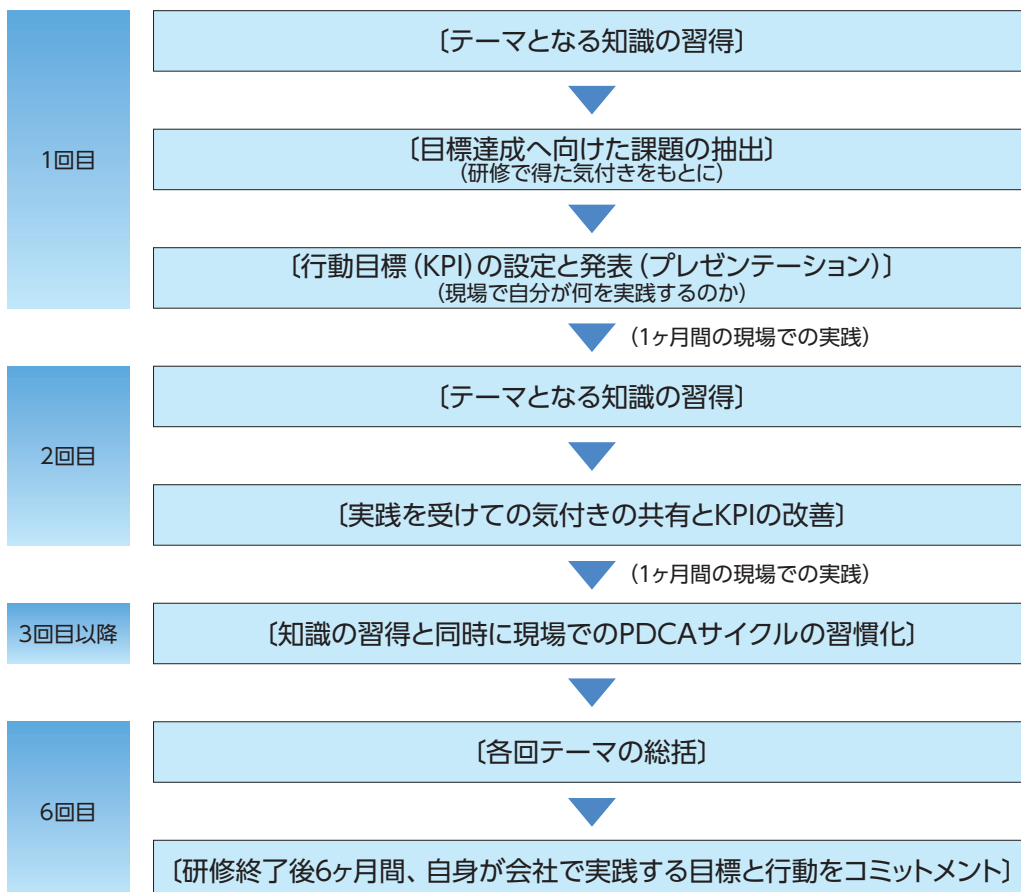 1回目
〔テーマとなる知識の習得〕
〔目標達成へ向けた課題の抽出〕
(研修で得た気付きをもとに)
〔行動目標(KPI)の設定と発表(プレゼンテーション)〕
(現場で自分が何を実践するのか)
(1ヶ月間の現場での実践)
2回目
〔テーマとなる知識の習得〕
〔実践を受けての気付きの共有とKPIの改善〕
(1ヶ月間の現場での実践)
3回目以降
〔知識の習得と同時に現場でのPDCAサイクルの習慣化〕
6回目
〔各回テーマの総括〕
〔研修終了後6ヶ月間、自身が会社で実践する目標と行動をコミットメント〕